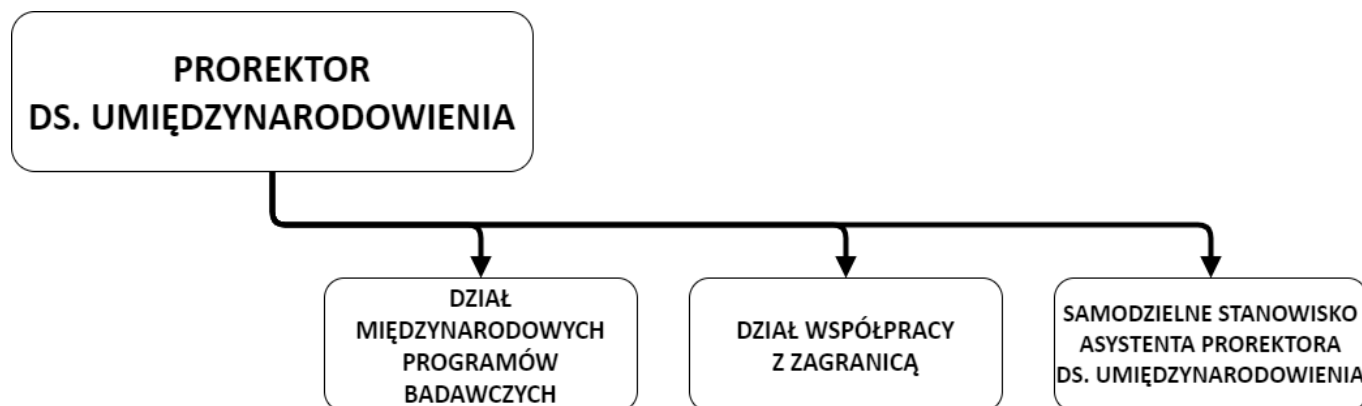 PROREKTOR
DS. UMIĘDZYNARODOWIENIA
DZIAŁ
MIĘDZYNARODOWYCH
PROGRAMÓW
BADAWCZYCH
DZIAŁ WSPÓŁPRACY
Z ZAGRANICĄ
SAMODZIELNE STANOWISKO
ASYSTENTA PROREKTORA
DS. UMIĘDZYNARODOWIENIA